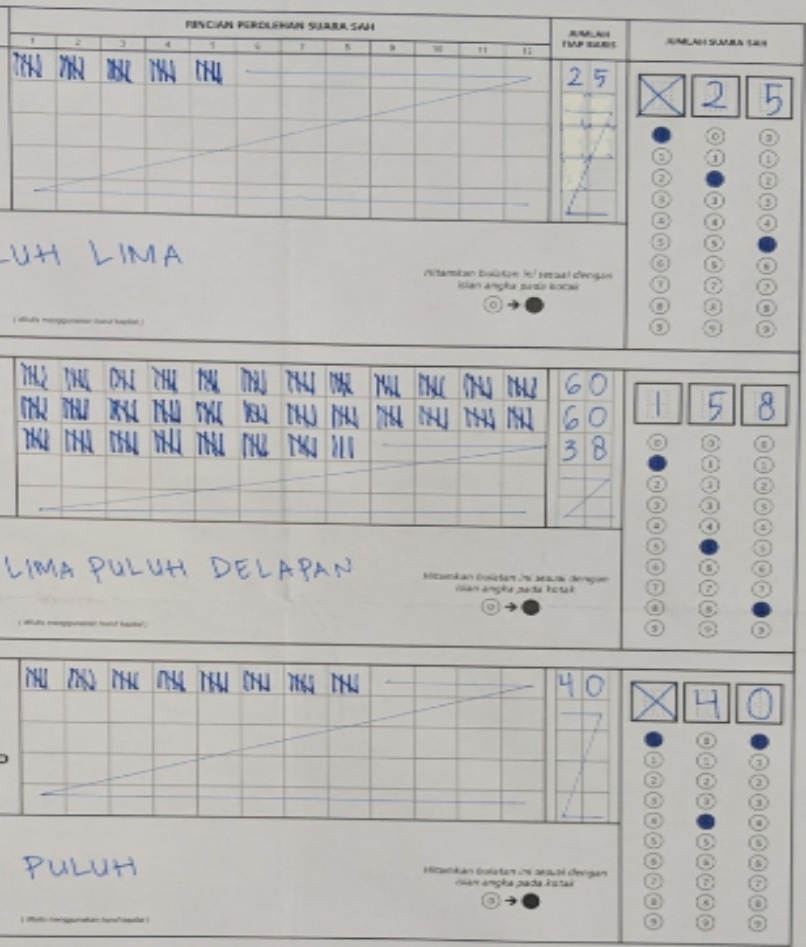 RINCIAN PEROLEHAN SUARA SAH
JUMLAH TIAP BARIS
JUMLAH SUARA SAH
1 2 3 4 5 6 7 8 9 10 11 12
25
X 2 5
LUH LIMA
Hitamkan bulatan ini sesuai dengan
isian angka pada kotak
(ditulis menggunakan huruf kapital)
60
60
38
1 5 8
LIMA PULUH DELAPAN
Hitamkan bulatan ini sesuai dengan
isian angka pada kotak
(ditulis menggunakan huruf kapital)
40
X 4 0
PULUH
Hitamkan bulatan ini sesuai dengan
isian angka pada kotak
(ditulis menggunakan huruf kapital)